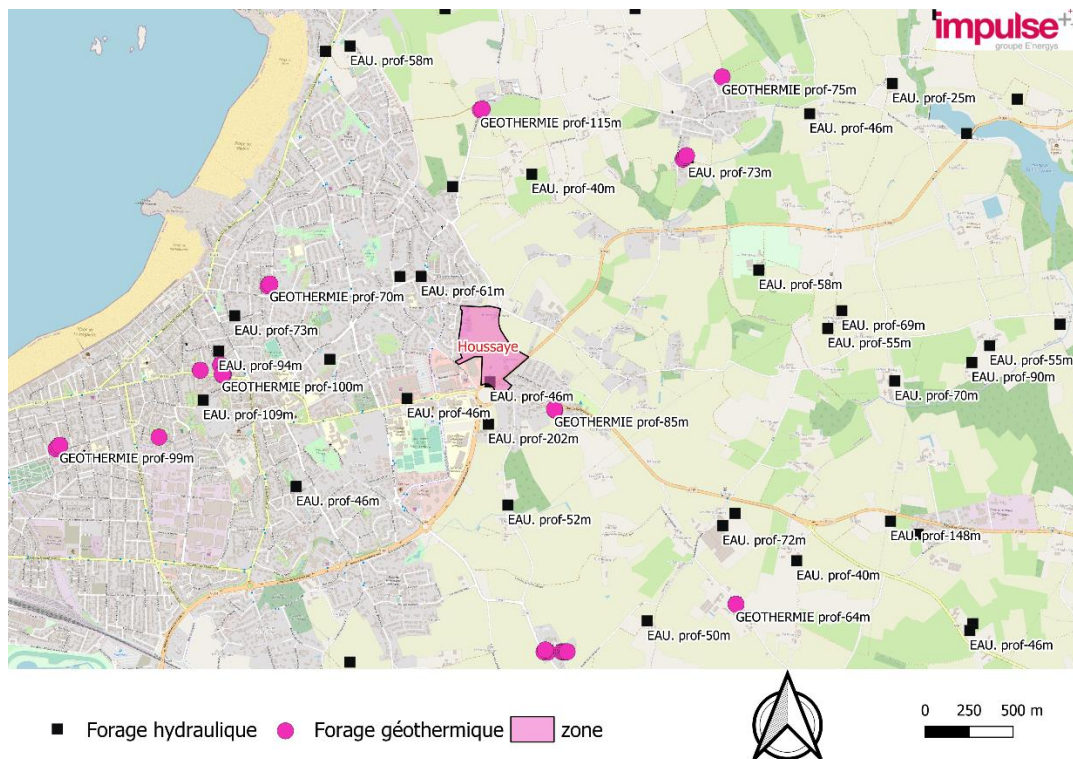 impulse+
groupe E'nergys
EAU. prof-58m
GEOTHERMIE prof-75m
EAU. prof-25m
GEOTHERMIE prof-115m
EAU. prof-46m
EAU. prof-73m
EAU. prof-40m
EAU. prof-61m
EAU. prof-58m
GEOTHERMIE prof-70m
EAU. prof-73m
EAU. prof-69m
EAU. prof-55m
Houssaye
EAU. prof-94m
EAU. prof-55m
EAU. prof-90m
GEOTHERMIE prof-100m
EAU. prof-46m
EAU. prof-70m
EAU. prof-109m
EAU. prof-46m
GEOTHERMIE prof-85m
EAU. prof-202m
GEOTHERMIE prof-99m
EAU. prof-46m
EAU. prof-52m
EAU. prof-72m
EAU. prof-148m
EAU. prof-40m
GEOTHERMIE prof-64m
EAU. prof-50m
EAU. prof-46m
Forage hydraulique
Forage géothermique
zone
0 250 500 m